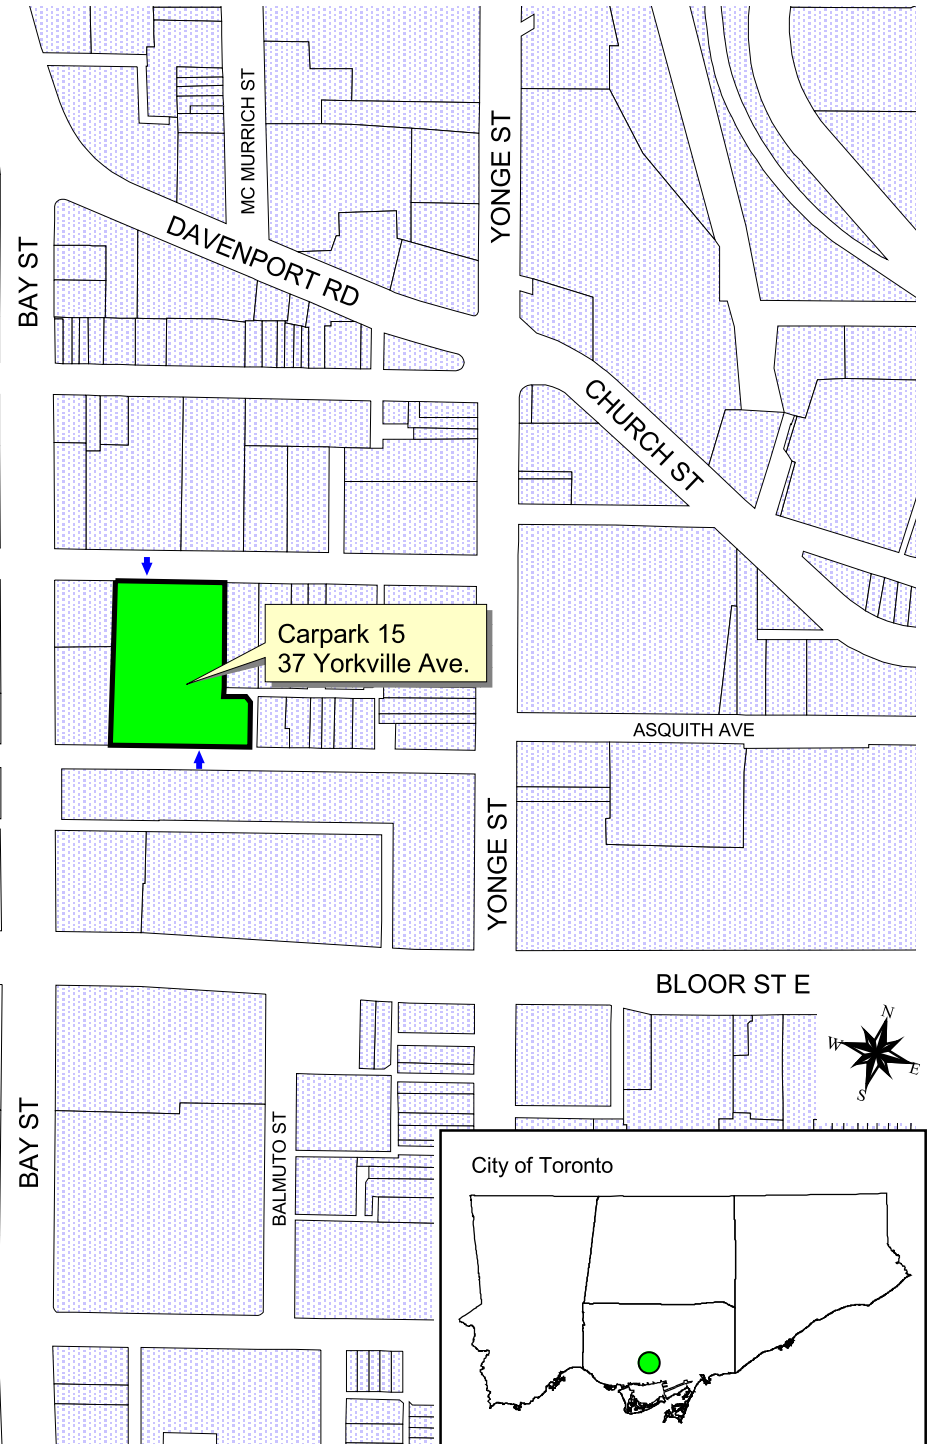 MC MURRICH ST
YONGE ST
DAVENPORT RD
BAY ST
CHURCH ST
Carpark 15
37 Yorkville Ave.
ASQUITH AVE
YONGE ST
BLOOR ST E
N
W
E
S
BAY ST
BALMUTO ST
City of Toronto